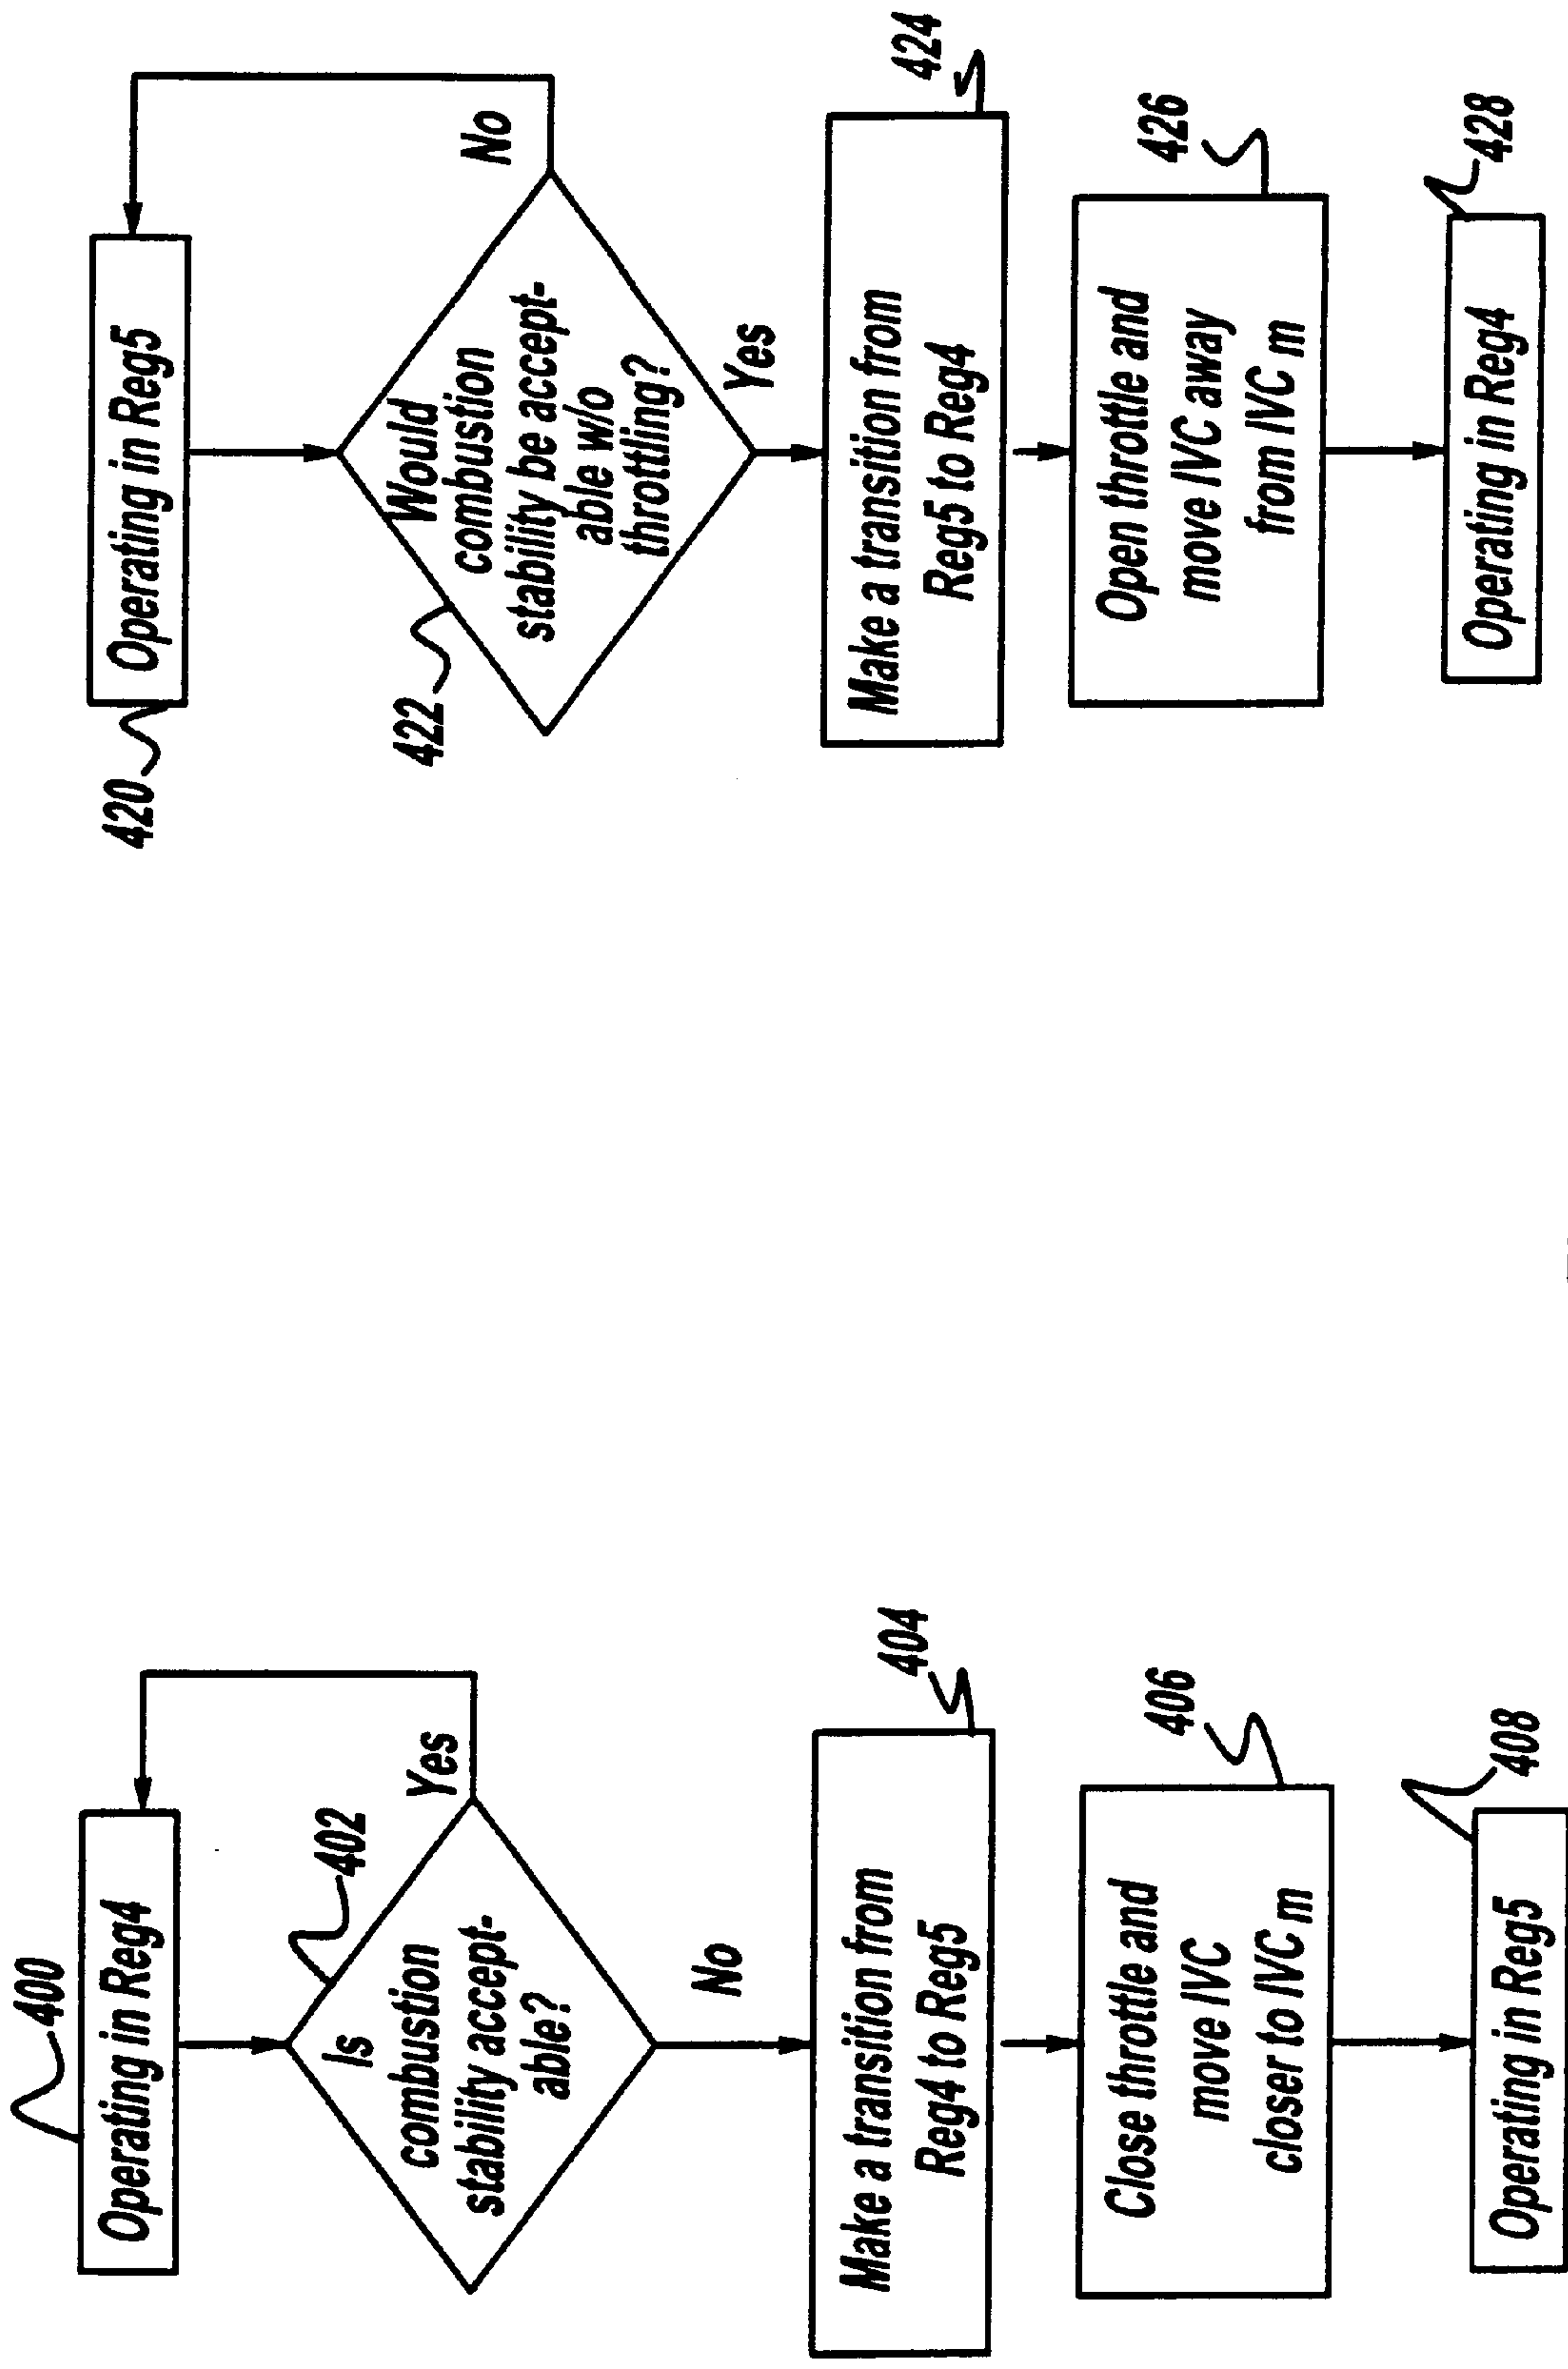 400
Operating in Reg4
402
Is
combustion
stability accept-
able?
Yes
No
404
Make a transition from
Reg4 to Reg5
406
Close throttle and
move IVC
closer to IVC m
408
Operating in Reg5
420
Operating in Reg5
422
Would
combustion
stability be accept-
able w/o
throttling?
No
Yes
424
Make a transition from
Reg5 to Reg4
426
Open throttle and
move IVC away
from IVC m
428
Operating in Reg4